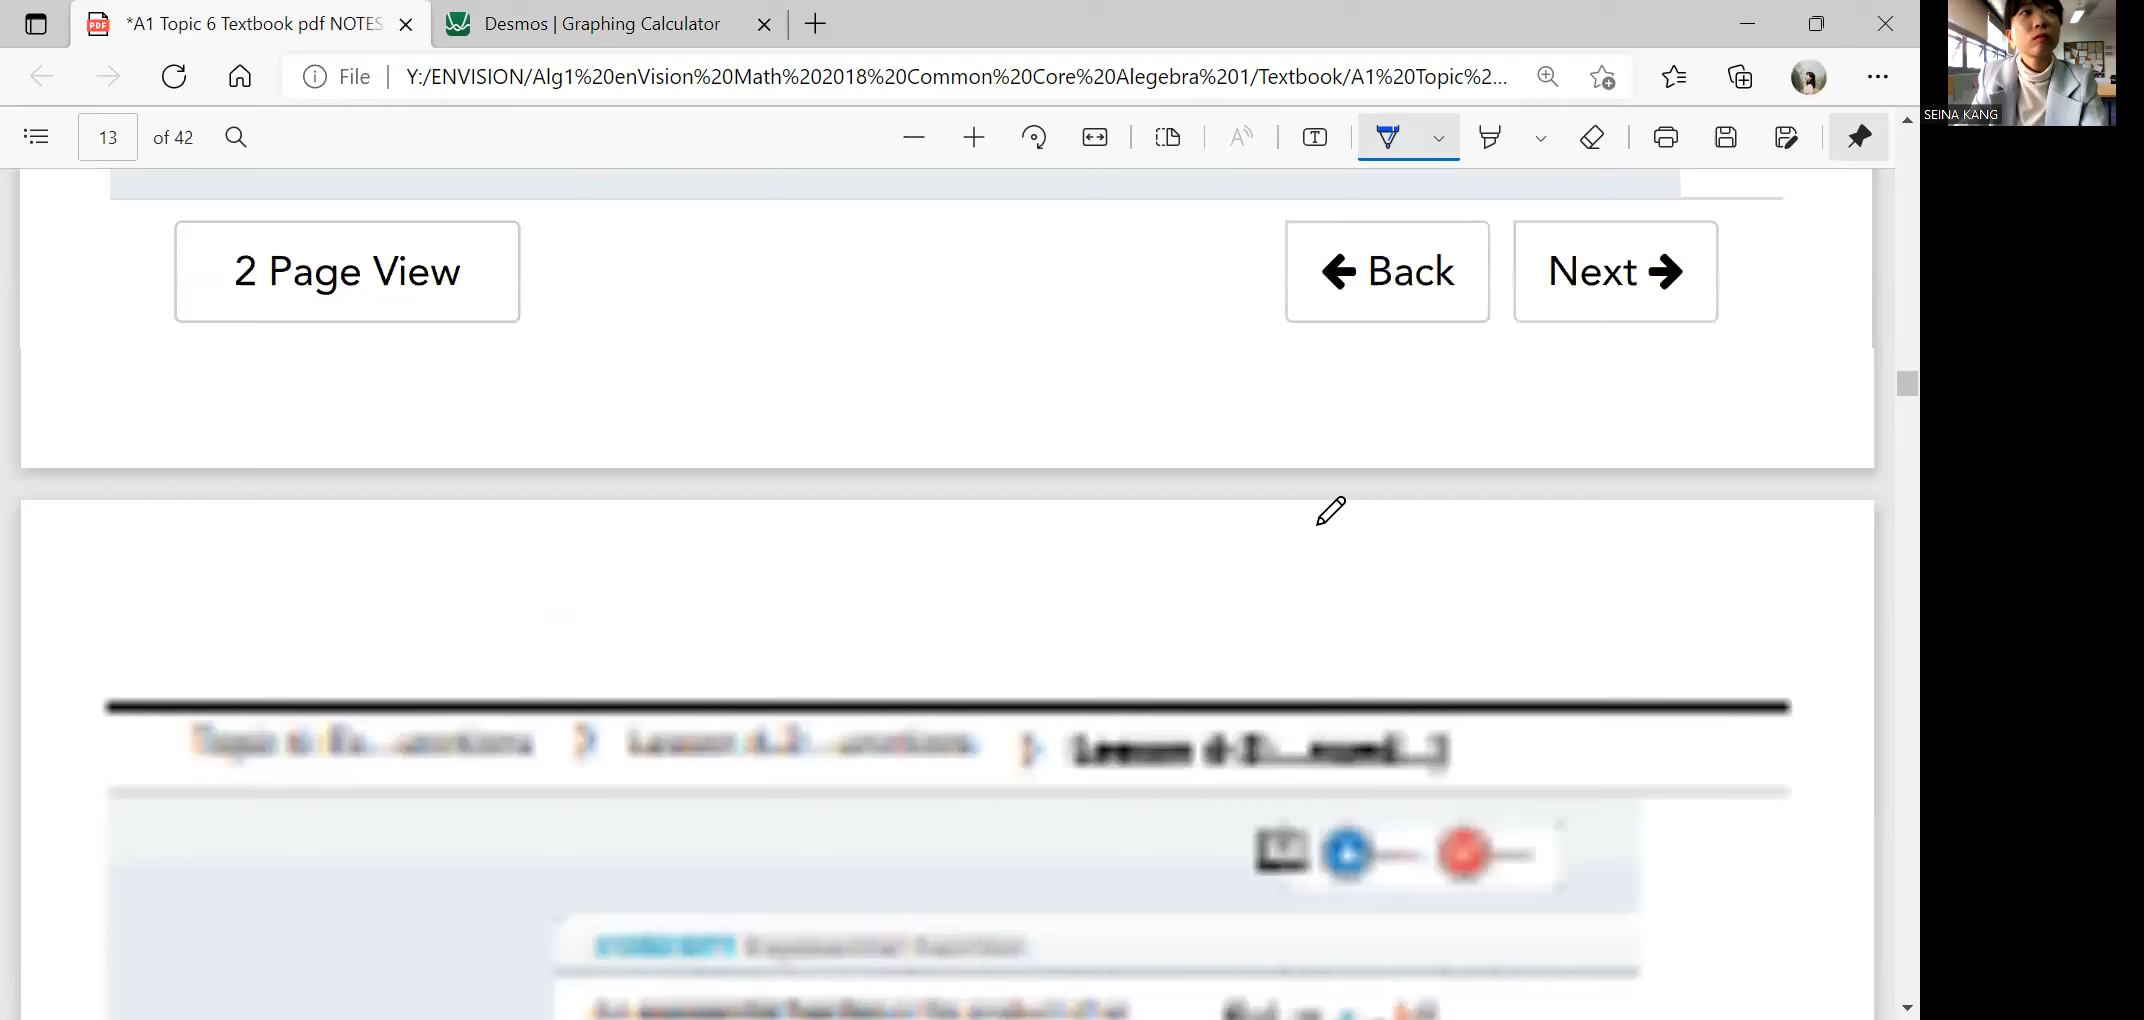 *A1 Topic 6 Textbook pdf NOTES
Desmos | Graphing Calculator
File
Y:/ENVISION/Alg1%20enVision%20Math%202018%20Common%20Core%20Alegebra%201/Textbook/A1%20Topic%2...
SEINA KANG
13 of 42
2 Page View
Back
Next